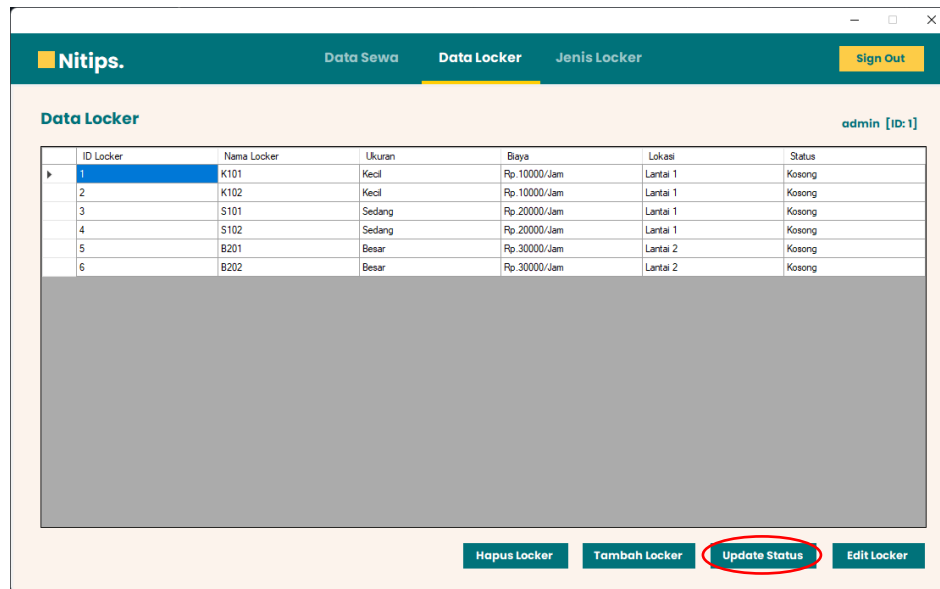 Nitips. Data Sewa Data Locker Jenis Locker Sign Out
Data Locker admin [ID: 1]
ID Locker Nama Locker Ukuran Biaya Lokasi Status
1 K101 Kecil Rp.10000/Jam Lantai 1 Kosong
2 K102 Kecil Rp.10000/Jam Lantai 1 Kosong
3 S101 Sedang Rp.20000/Jam Lantai 1 Kosong
4 S102 Sedang Rp.20000/Jam Lantai 1 Kosong
5 B201 Besar Rp.30000/Jam Lantai 2 Kosong
6 B202 Besar Rp.30000/Jam Lantai 2 Kosong
Hapus Locker Tambah Locker Update Status Edit Locker